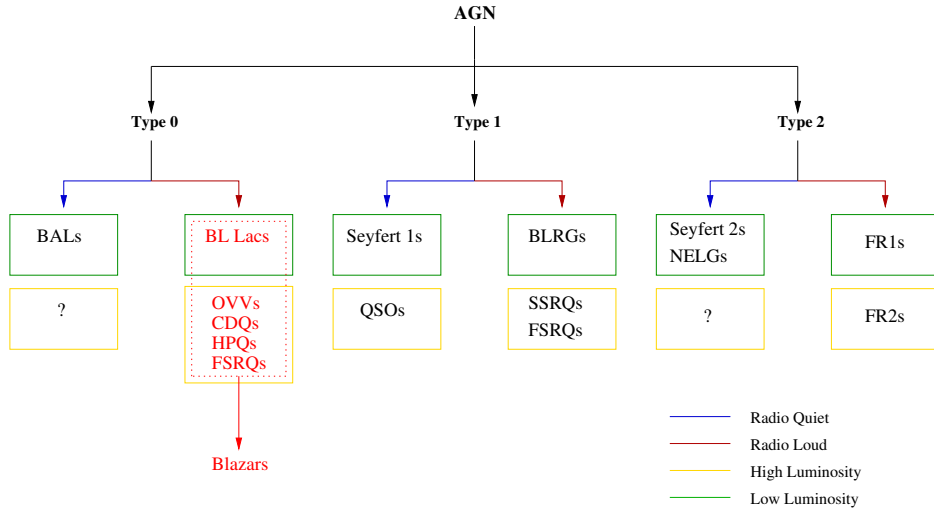 AGN
Type 0
Type 1
Type 2
BALs
BL Lacs
Seyfert 1s
BLRGs
Seyfert 2s
NELGs
FR1s
?
OVVs
CDQs
HPQs
FSRQs
QSOs
SSRQs
FSRQs
?
FR2s
Blazars
Radio Quiet
Radio Loud
High Luminosity
Low Luminosity